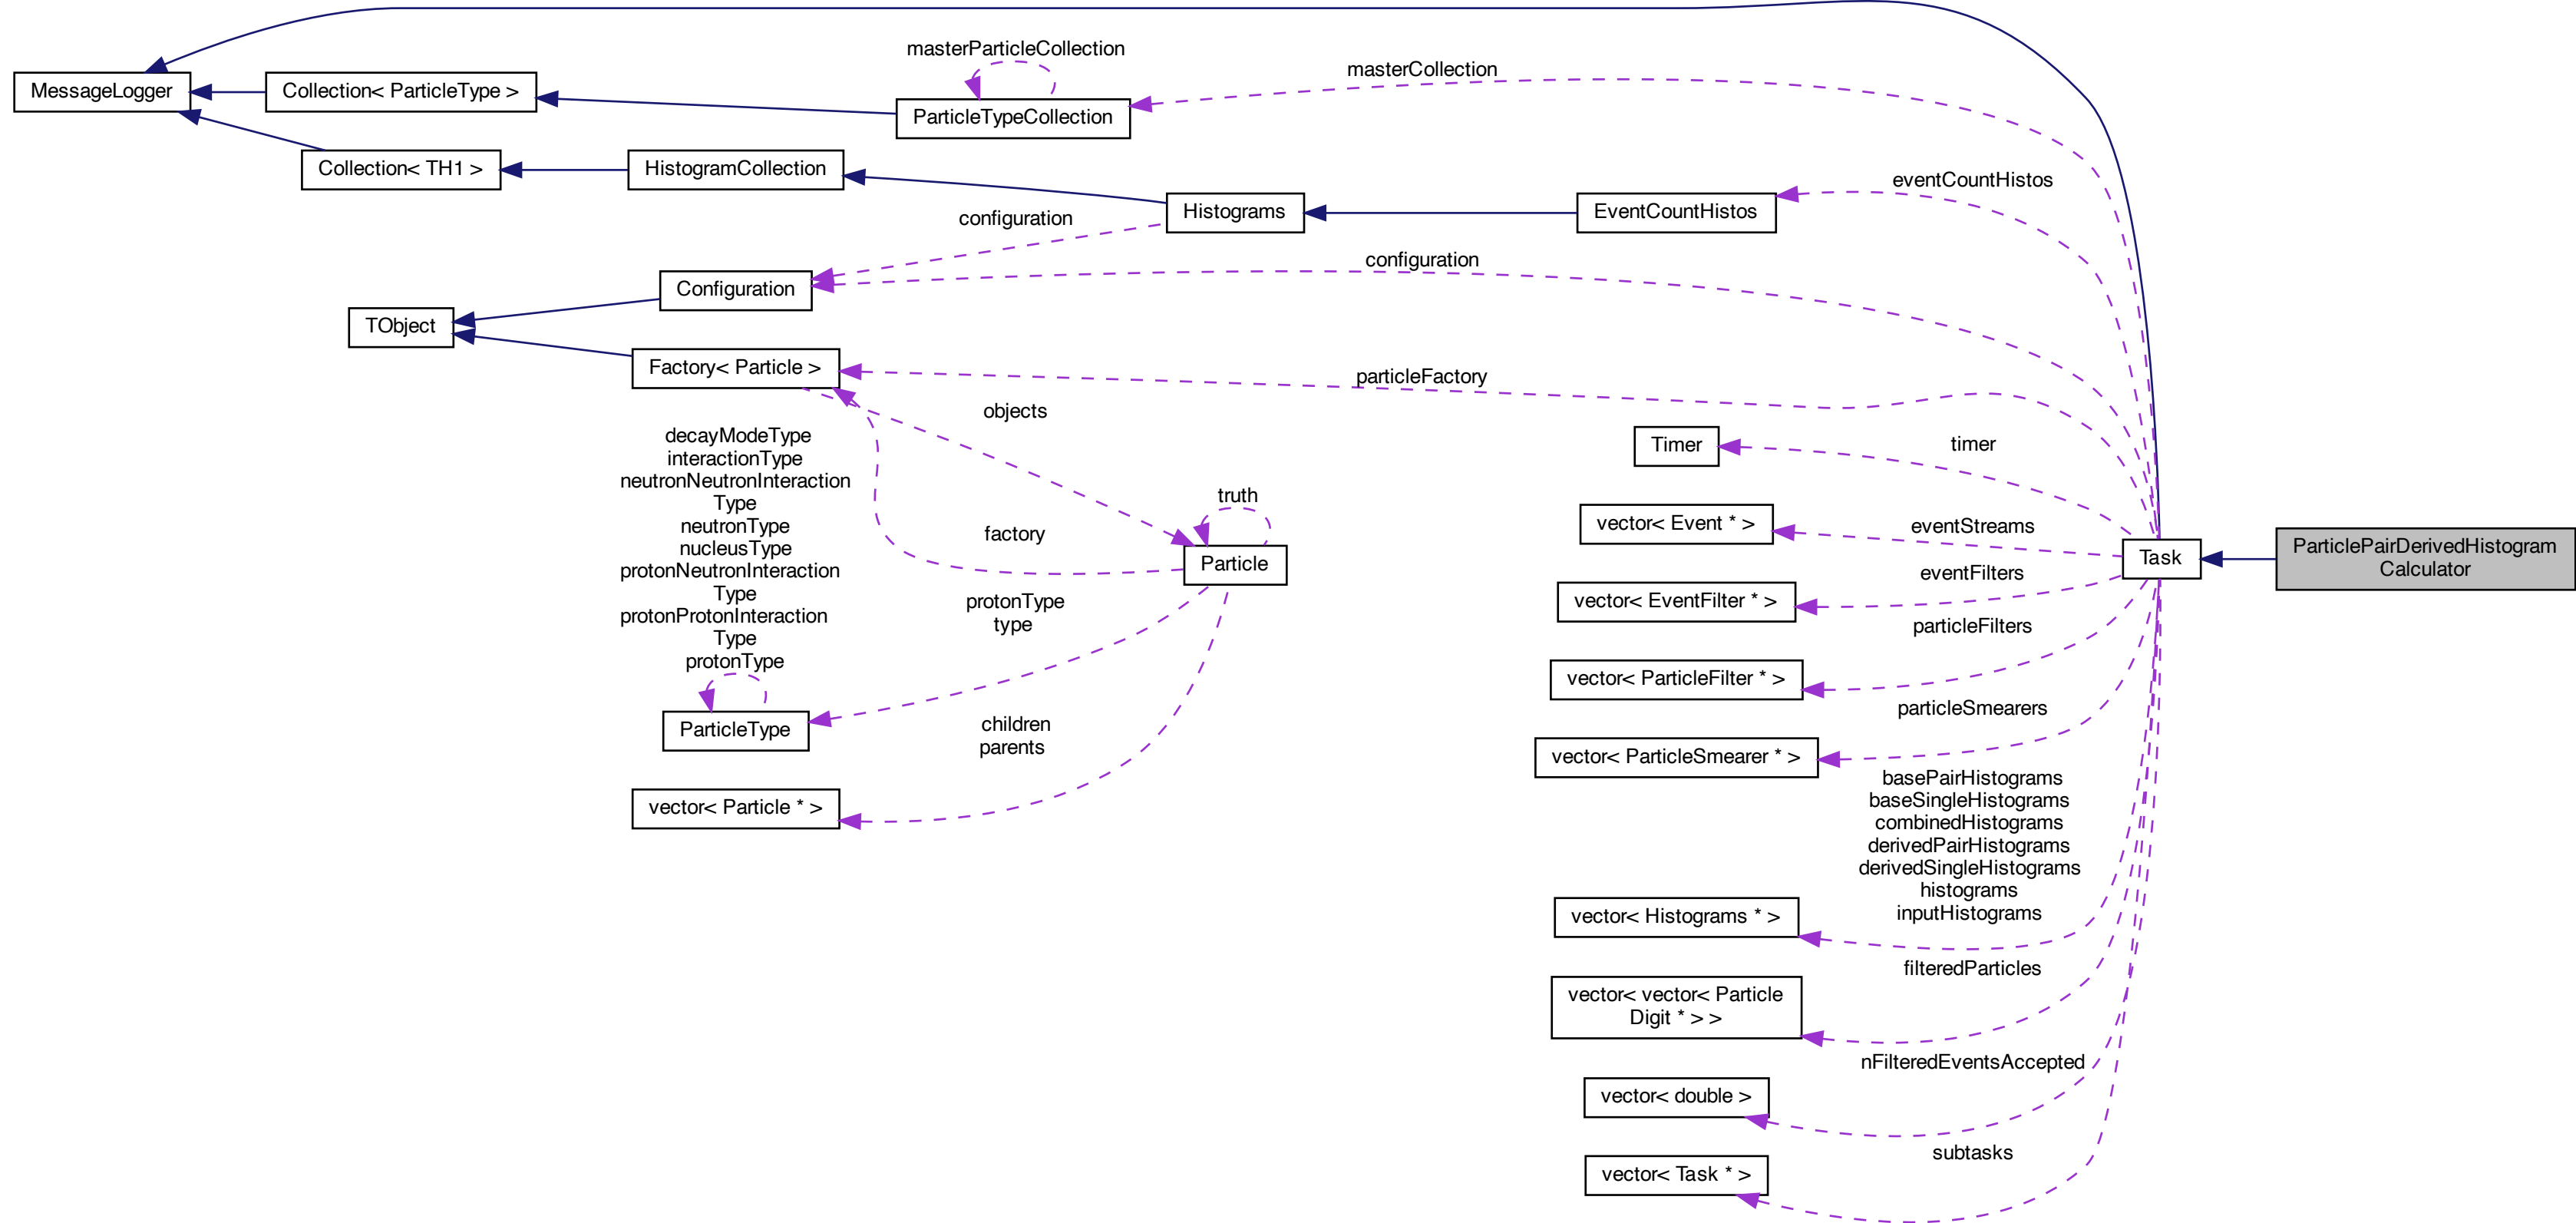 masterParticleCollection
masterCollection
MessageLogger
Collection< ParticleType >
ParticleTypeCollection
Collection< TH1 >
HistogramCollection
eventCountHistos
Histograms
EventCountHistos
configuration
configuration
Configuration
TObject
Factory< Particle >
particleFactory
objects
decayModeType
interactionType
neutronNeutronInteraction
Type
neutronType
nucleusType
protonNeutronInteraction
Type
protonProtonInteraction
Type
protonType
ParticleType
truth
factory
Particle
protonType
type
children
parents
vector< Particle * >
timer
Timer
eventStreams
vector< Event * >
Task
ParticlePairDerivedHistogram
Calculator
eventFilters
vector< EventFilter * >
particleFilters
vector< ParticleFilter * >
particleSmearers
vector< ParticleSmearer * >
basePairHistograms
baseSingleHistograms
combinedHistograms
derivedPairHistograms
derivedSingleHistograms
histograms
inputHistograms
vector< Histograms * >
filteredParticles
vector< vector< Particle
Digit * > >
nFilteredEventsAccepted
vector< double >
subtasks
vector< Task * >